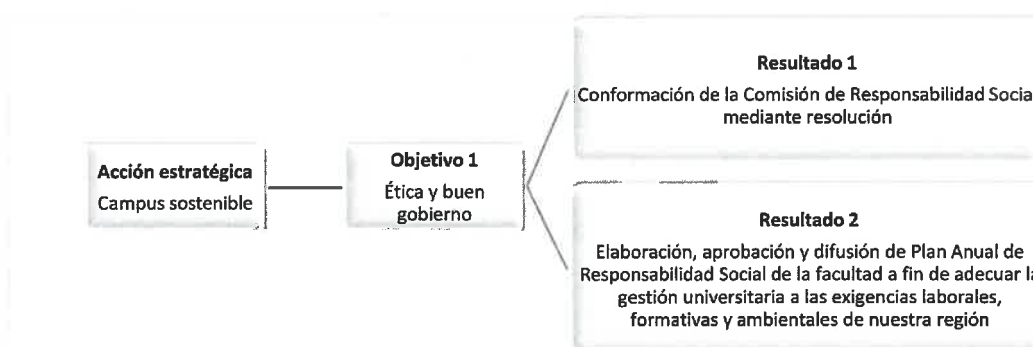 Acción estratégica
Campus sostenible
Objetivo 1
Ética y buen
gobierno
Resultado 1
Conformación de la Comisión de Responsabilidad Socia
mediante resolución
Resultado 2
Elaboración, aprobación y difusión de Plan Anual de
Responsabilidad Social de la facultad a fin de adecuar la
gestión universitaria a las exigencias laborales,
formativas y ambientales de nuestra región